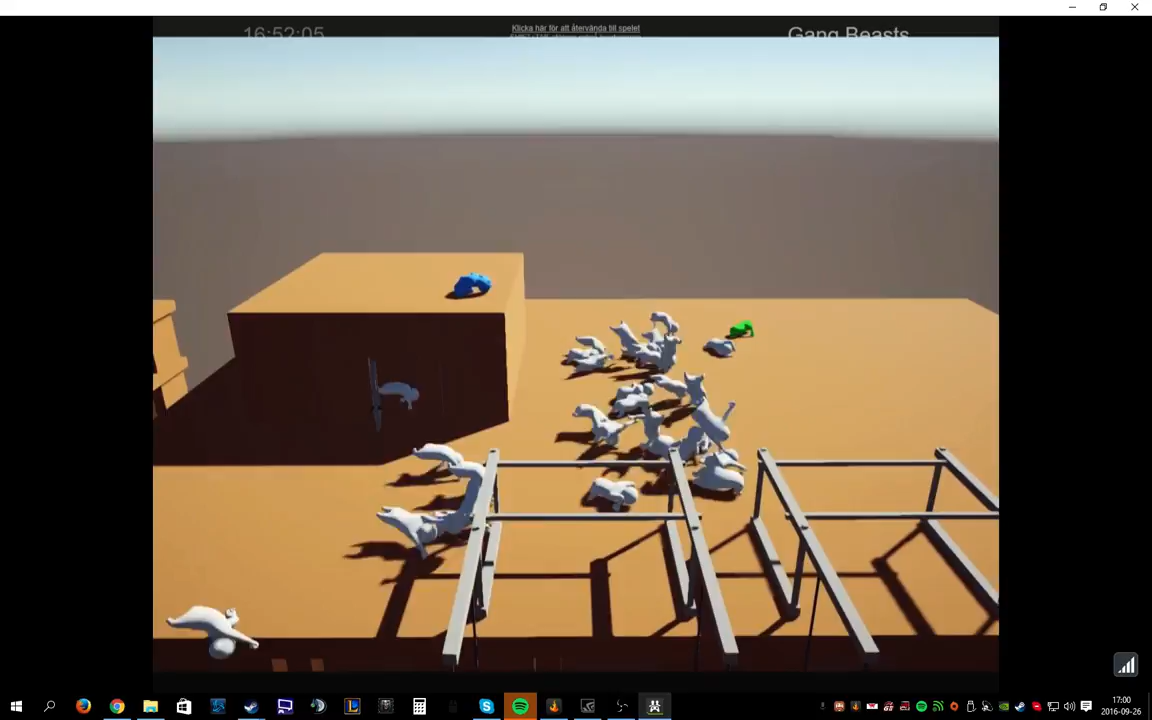 16:52:05
Klicka här för att återvända till spelet
Gang Beasts
17:00
2016-09-26